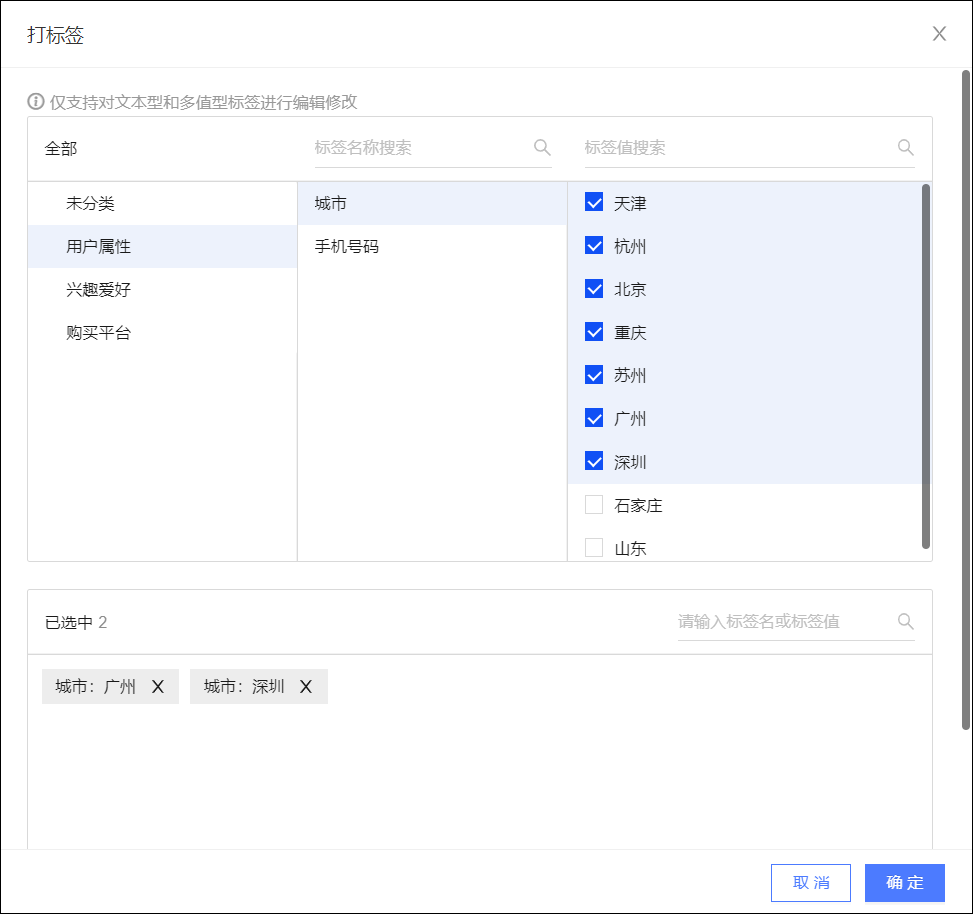 打标签
仅支持对文本型和多值型标签进行编辑修改
全部
标签名称搜索
标签值搜索
未分类
用户属性
兴趣爱好
购买平台
城市
手机号码
天津
杭州
北京
重庆
苏州
广州
深圳
石家庄
山东
已选中 2
请输入标签名或标签值
城市：广州 X
城市：深圳 X
取 消
确 定